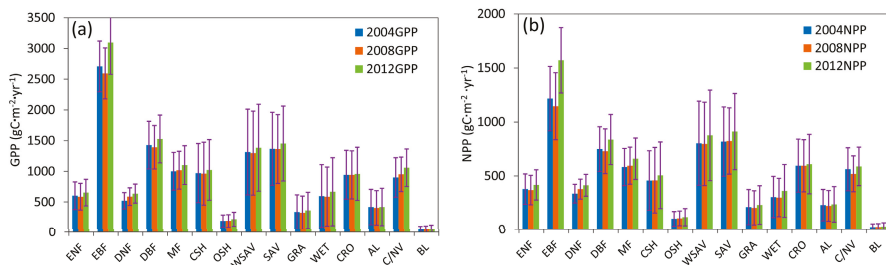 (a)
GPP (gC·m⁻²·yr⁻¹)
3500
3000
2500
2000
1500
1000
500
0
2004GPP
2008GPP
2012GPP
ENF EBF DNF DBF MF CSH OSH WSAV SAV GRA WET CRO AL C/NV BL
(b)
NPP (gC·m⁻² ·yr⁻¹)
2000
1500
1000
500
0
2004NPP
2008NPP
2012NPP
ENF EBF DNF DBF MF CSH OSH WSAV SAV GRA WET CRO AL C/NV BL